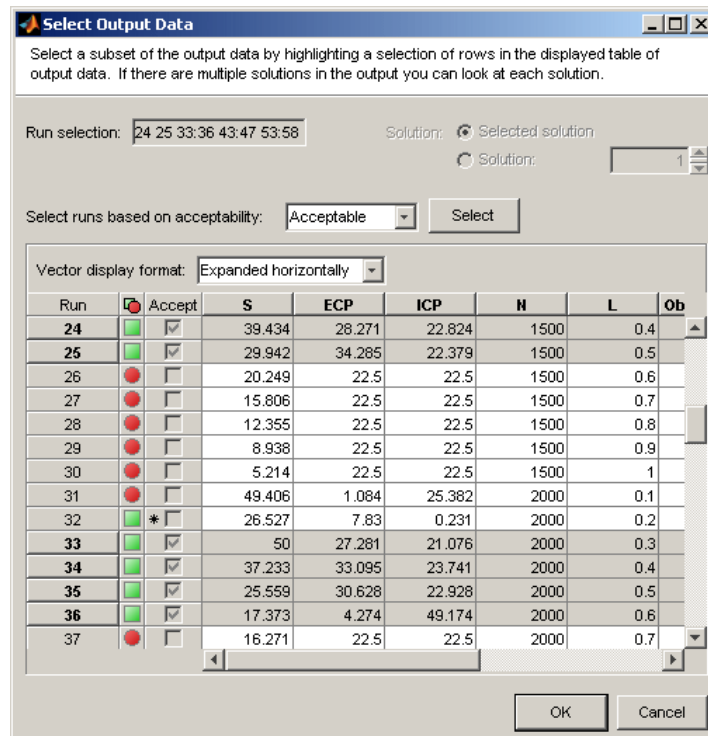 Select Output Data
Select a subset of the output data by highlighting a selection of rows in the displayed table of
output data. If there are multiple solutions in the output you can look at each solution.
Run selection: 24 25 33:36 43:47 53:58 Solution: Selected solution
Solution: 1
Select runs based on acceptability: Acceptable Select
Vector display format: Expanded horizontally
Run Accept S ECP ICP N L Ob
24 39.434 28.271 22.824 1500 0.4
25 29.942 34.285 22.379 1500 0.5
26 20.249 22.5 22.5 1500 0.6
27 15.806 22.5 22.5 1500 0.7
28 12.355 22.5 22.5 1500 0.8
29 8.938 22.5 22.5 1500 0.9
30 5.214 22.5 22.5 1500 1
31 49.406 1.084 25.382 2000 0.1
32 * 26.527 7.83 0.231 2000 0.2
33 50 27.281 21.076 2000 0.3
34 37.233 33.095 23.741 2000 0.4
35 25.559 30.628 22.928 2000 0.5
36 17.373 4.274 49.174 2000 0.6
37 16.271 22.5 22.5 2000 0.7
OK Cancel